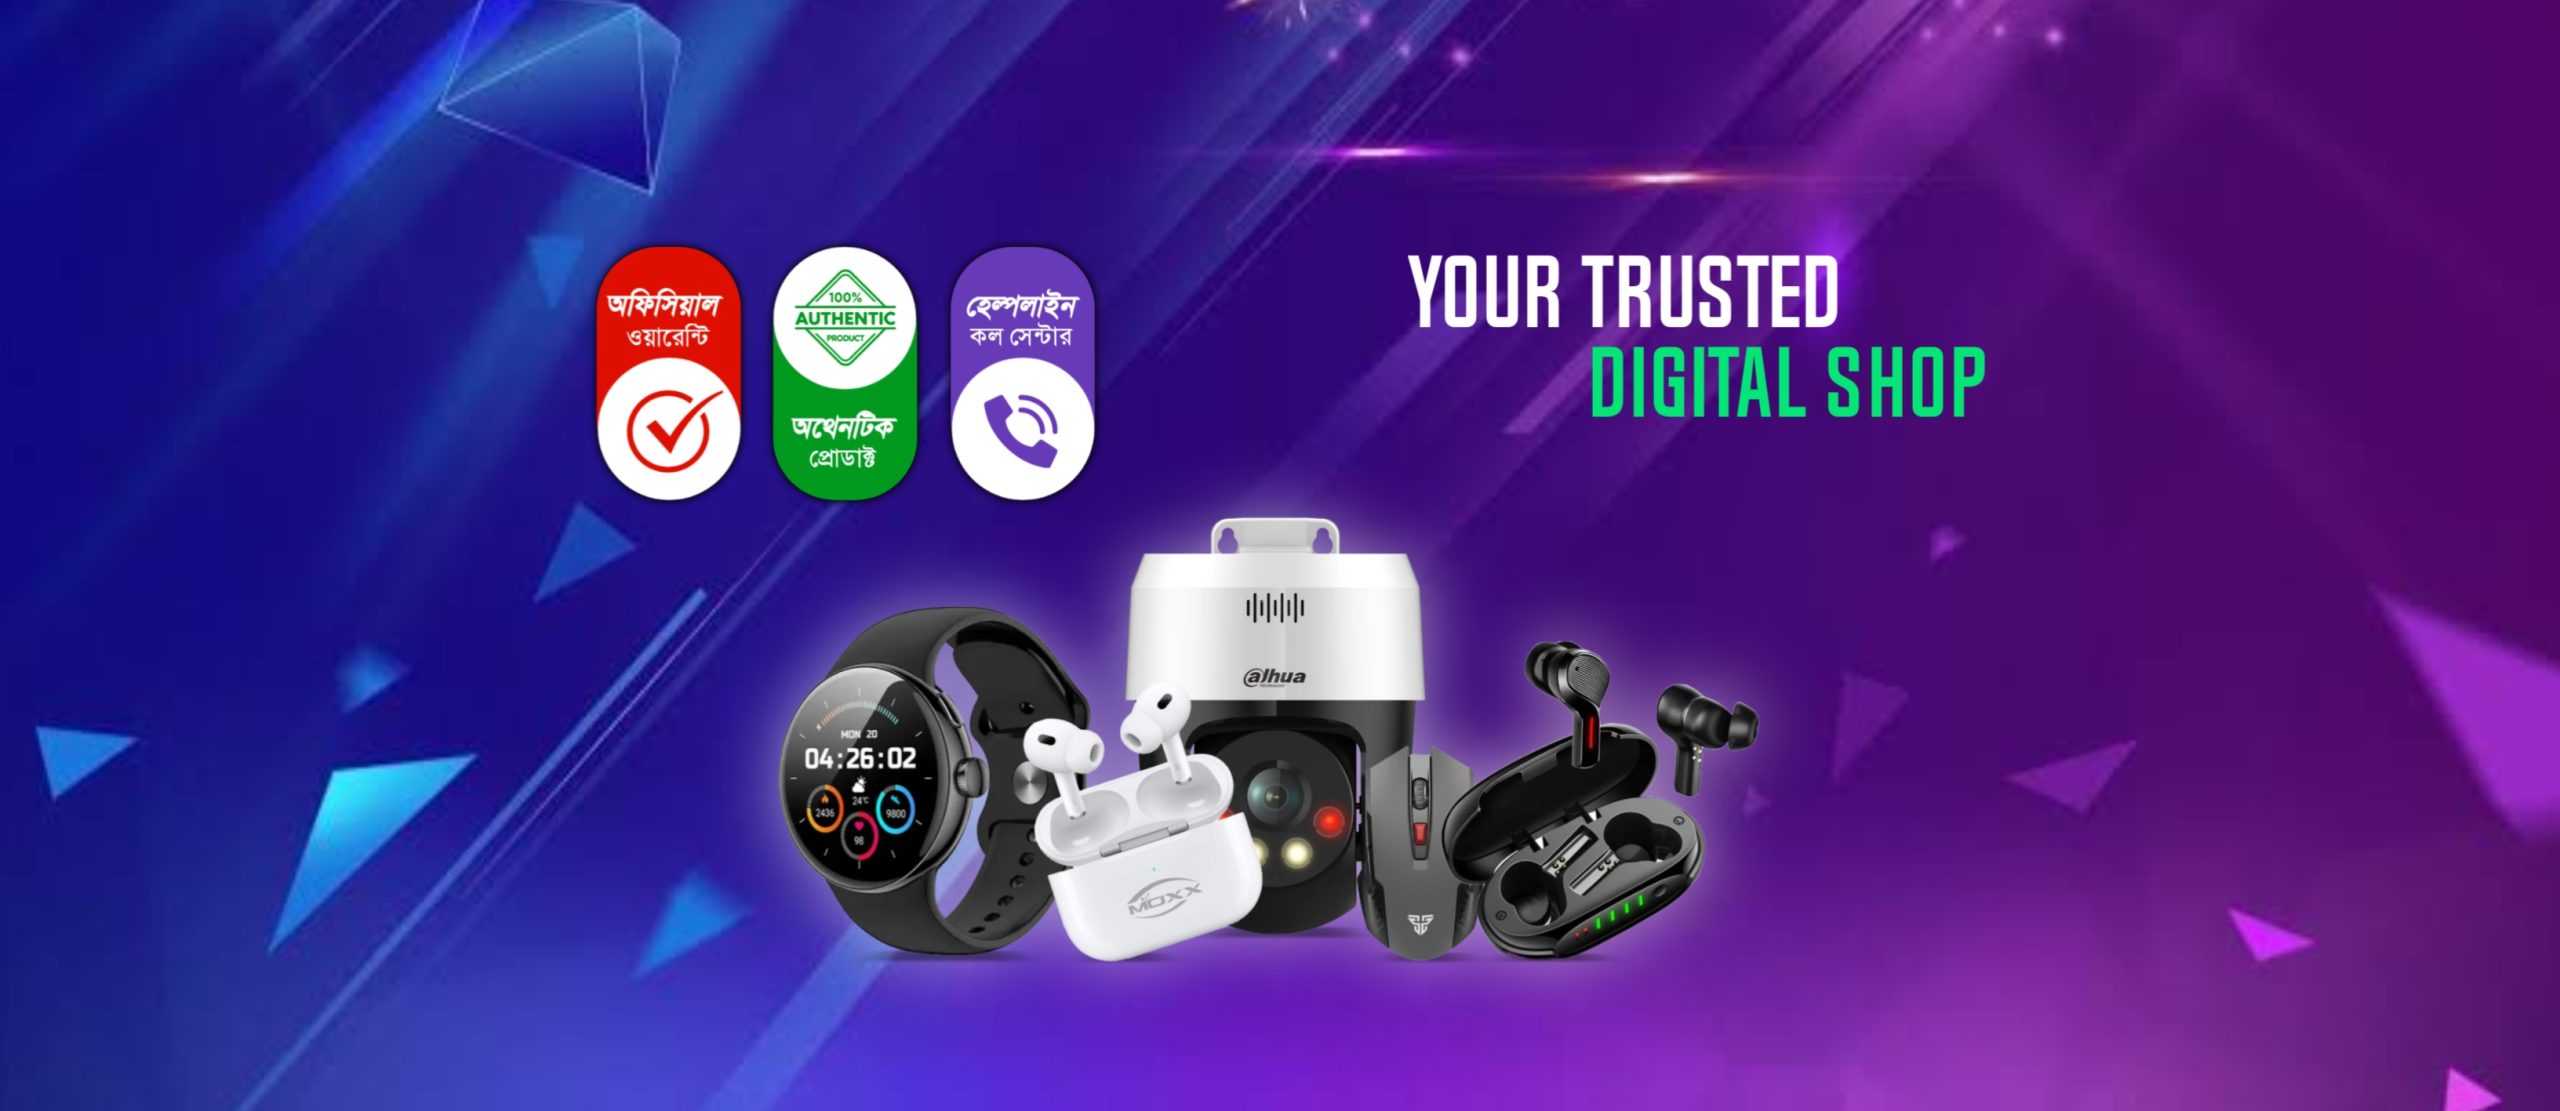 অফিসিয়াল
ওয়ারেন্টি
100%
AUTHENTIC
PRODUCT
অথেনটিক
প্রোডাক্ট
হেল্পলাইন
কল সেন্টার
YOUR TRUSTED
DIGITAL SHOP
alhua
TECHNOLOGY
MON 20
04:26:02
24°C
2436
9800
98
MOXX